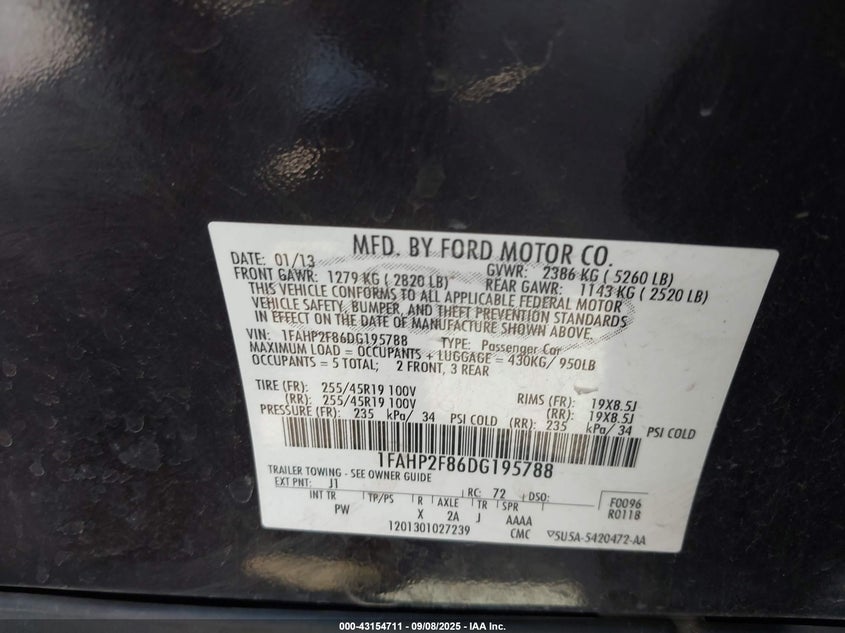 MFD. BY FORD MOTOR CO.
DATE: 01/13 GVWR: 2386 KG ( 5260 LB)
FRONT GAWR: 1279 KG ( 2820 LB) REAR GAWR: 1143 KG ( 2520 LB)
THIS VEHICLE CONFORMS TO ALL APPLICABLE FEDERAL MOTOR
VEHICLE SAFETY, BUMPER, AND THEFT PREVENTION STANDARDS
IN EFFECT ON THE DATE OF MANUFACTURE SHOWN ABOVE.
VIN: 1FAHP2F86DG195788 TYPE: Passenger Car
MAXIMUM LOAD = OCCUPANTS + LUGGAGE = 430KG/ 950LB
OCCUPANTS = 5 TOTAL; 2 FRONT, 3 REAR
TIRE (FR): 255/45R19 100V RIMS (FR): 19X8.5J
(RR): 255/45R19 100V (RR): 19X8.5J
PRESSURE (FR): 235 kPa/ 34 PSI COLD (RR): 235 kPa/ 34 PSI COLD
1FAHP2F86DG195788
TRAILER TOWING - SEE OWNER GUIDE
EXT PNT: J1 RC: 72 DSO: F0096
INT TR TP/PS R AXLE TR SPR R0118
PW X 2A J AAAA
1201301027239 CMC ▽5U5A-5420472-AA
000-43154711 - 09/08/2025 - IAA Inc.